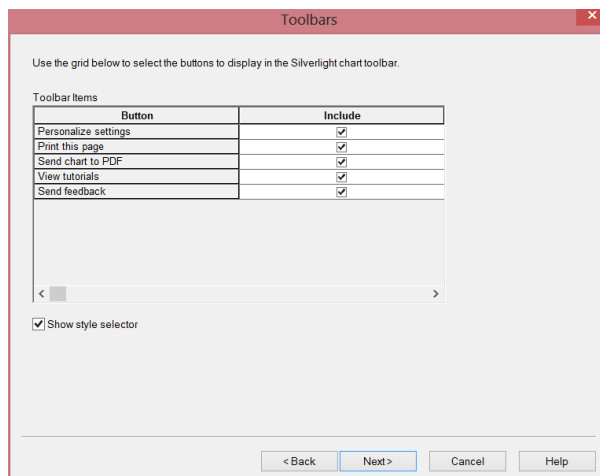 Toolbars
Use the grid below to select the buttons to display in the Silverlight chart toolbar.
Toolbar Items
Button Include
Personalize settings
Print this page
Send chart to PDF
View tutorials
Send feedback
Show style selector
< Back Next > Cancel Help